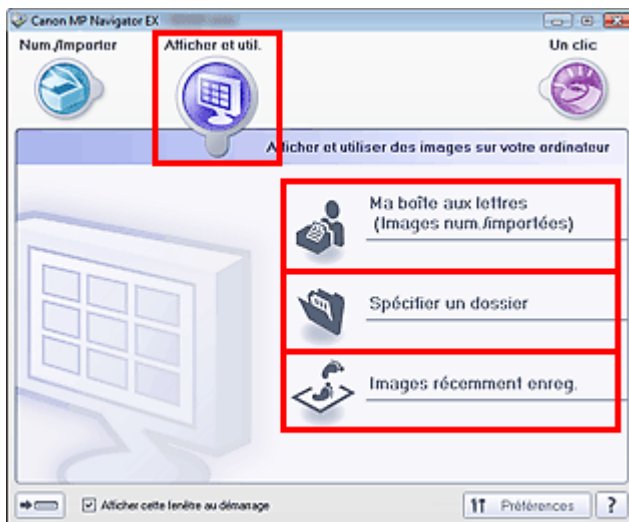 Canon MP Navigator EX
Num./Importer
Afficher et util.
Un clic
Afficher et utiliser des images sur votre ordinateur
Ma boîte aux lettres
(Images num./importées)
Spécifier un dossier
Images récemment enreg.
Afficher cette fenêtre au démarage
Préférences
?